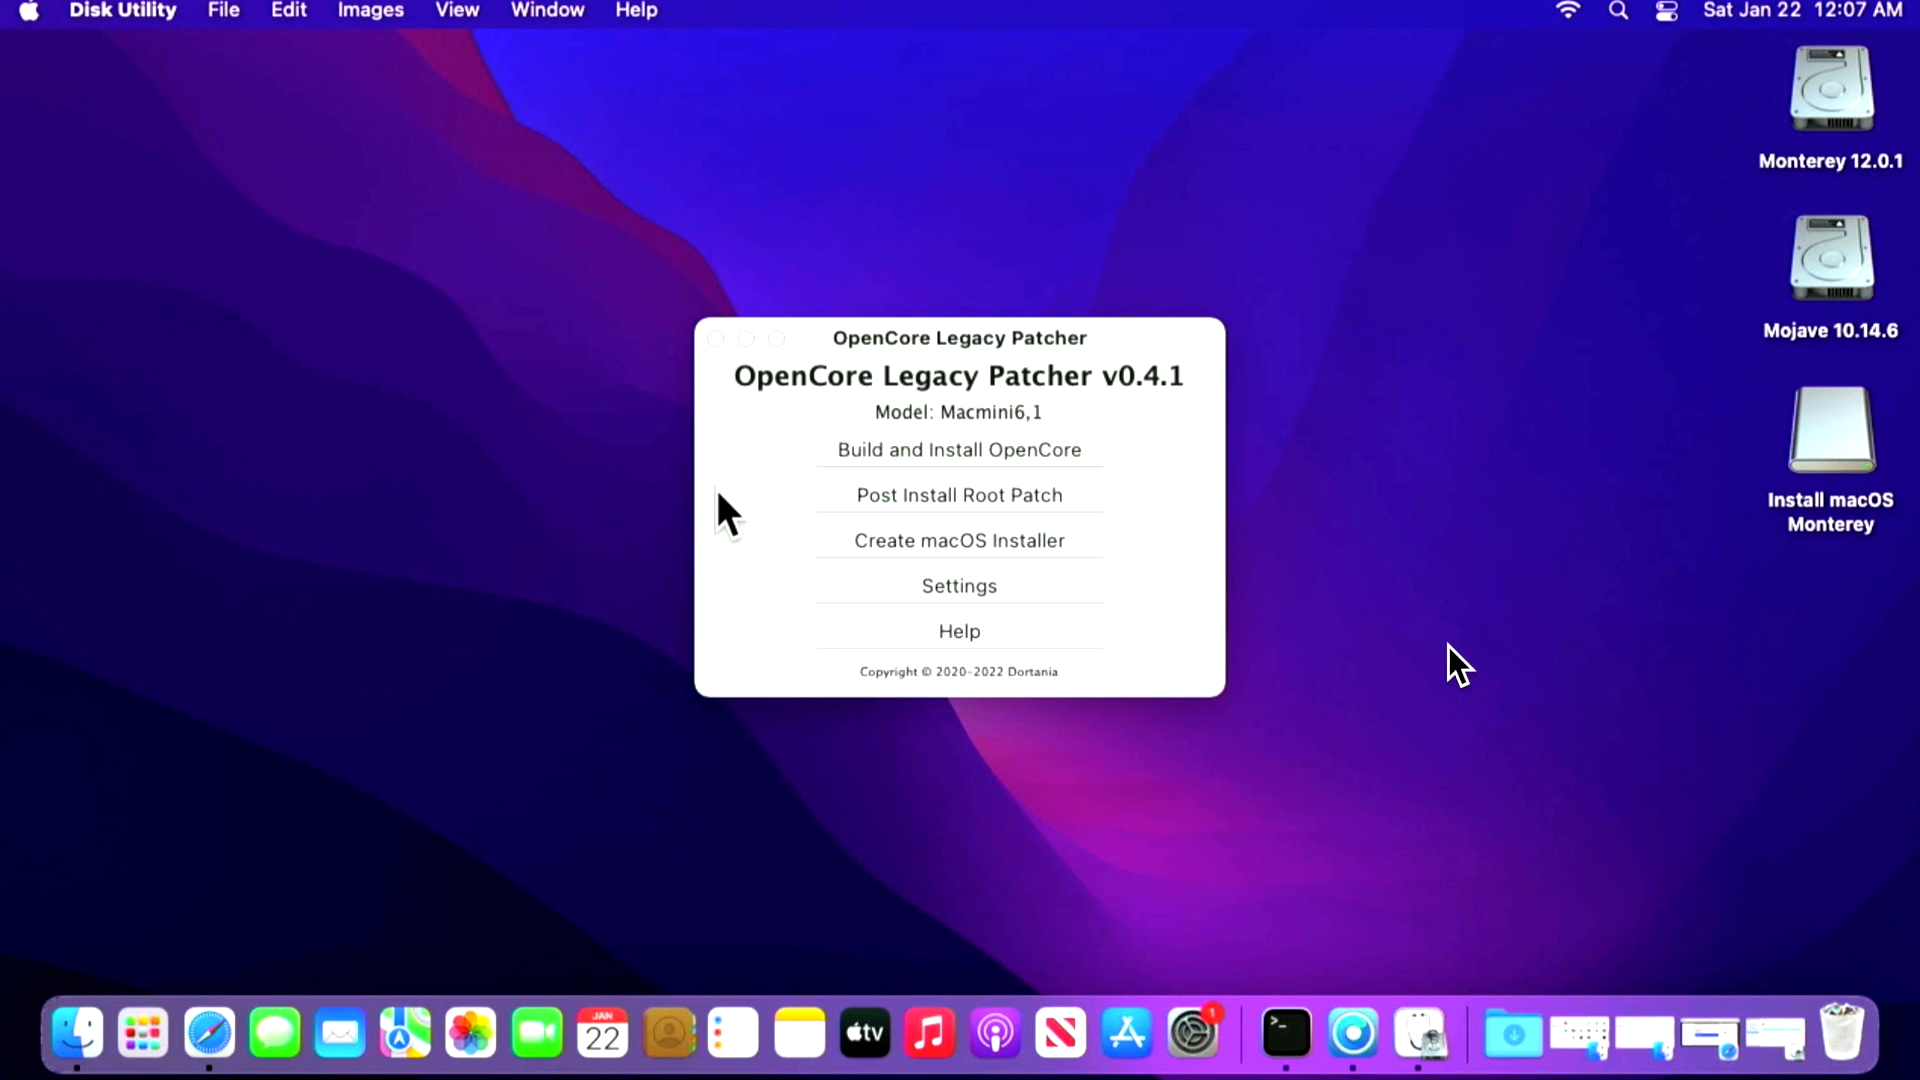 Disk Utility File Edit Images View Window Help Sat Jan 22 12:07 AM
Monterey 12.0.1
Mojave 10.14.6
Install macOS
Monterey
OpenCore Legacy Patcher
OpenCore Legacy Patcher v0.4.1
Model: Macmini6,1
Build and Install OpenCore
Post Install Root Patch
Create macOS Installer
Settings
Help
Copyright © 2020-2022 Dortania
JAN
22
tv
1
>_